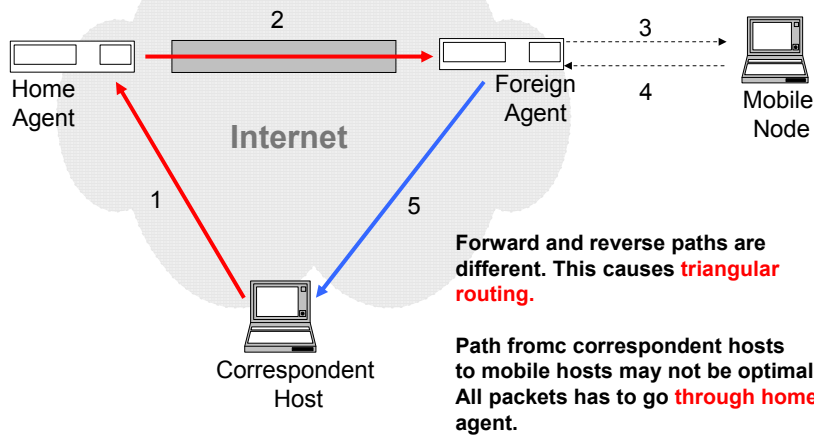 2
3
Home
Agent
Foreign
Agent
4
Mobile
Node
Internet
1
5
Forward and reverse paths are
different. This causes triangular
routing.
Correspondent
Host
Path fromc correspondent hosts
to mobile hosts may not be optimal
All packets has to go through home
agent.